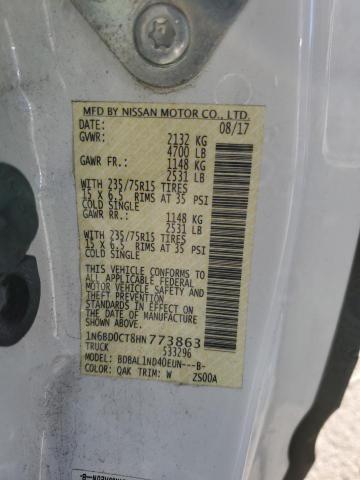 MFD BY NISSAN MOTOR CO., LTD.
DATE: 08/17
GVWR: 2132 KG
4700 LB
GAWR FR.: 1148 KG
2531 LB
WITH 235/75R15 TIRES
15 X 6.5 RIMS AT 35 PSI
COLD SINGLE
GAWR RR.: 1148 KG
2531 LB
WITH 235/75R15 TIRES
15 X 6.5 RIMS AT 35 PSI
COLD SINGLE
THIS VEHICLE CONFORMS TO
ALL APPLICABLE FEDERAL
MOTOR VEHICLE SAFETY
STANDARDS IN EFFECT ON
THE DATE OF MANUFACTURE
SHOWN ABOVE.
1N6BD0CT8HN773863
TRUCK 533296
MODEL: BDBAL1ND40EUN---B-
COLOR: QAK TRIM: W ZS00A